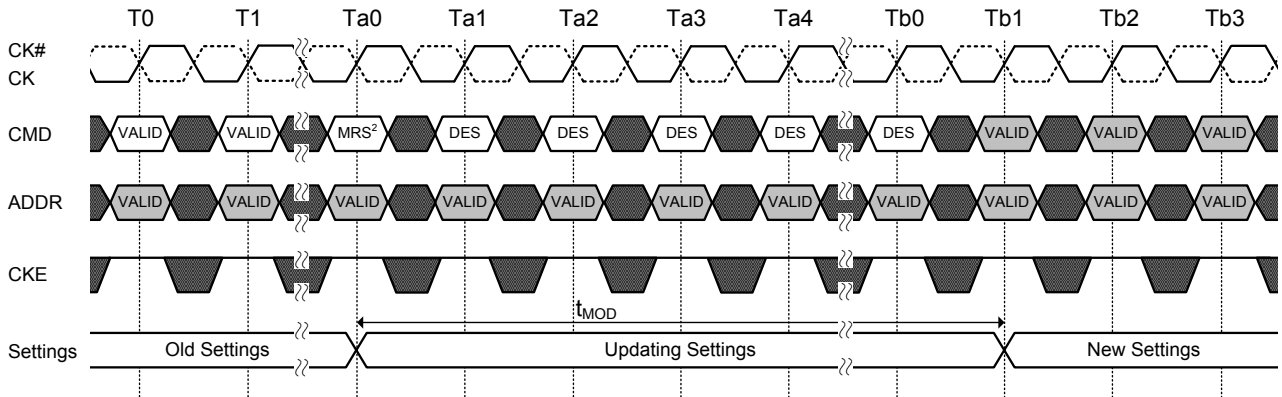 T0 T1 Ta0 Ta1 Ta2 Ta3 Ta4 Tb0 Tb1 Tb2 Tb3
CK#
CK
CMD VALID VALID MRS² DES DES DES DES DES VALID VALID VALID
ADDR VALID VALID VALID VALID VALID VALID VALID VALID VALID VALID VALID
CKE
tMOD
Settings Old Settings Updating Settings New Settings